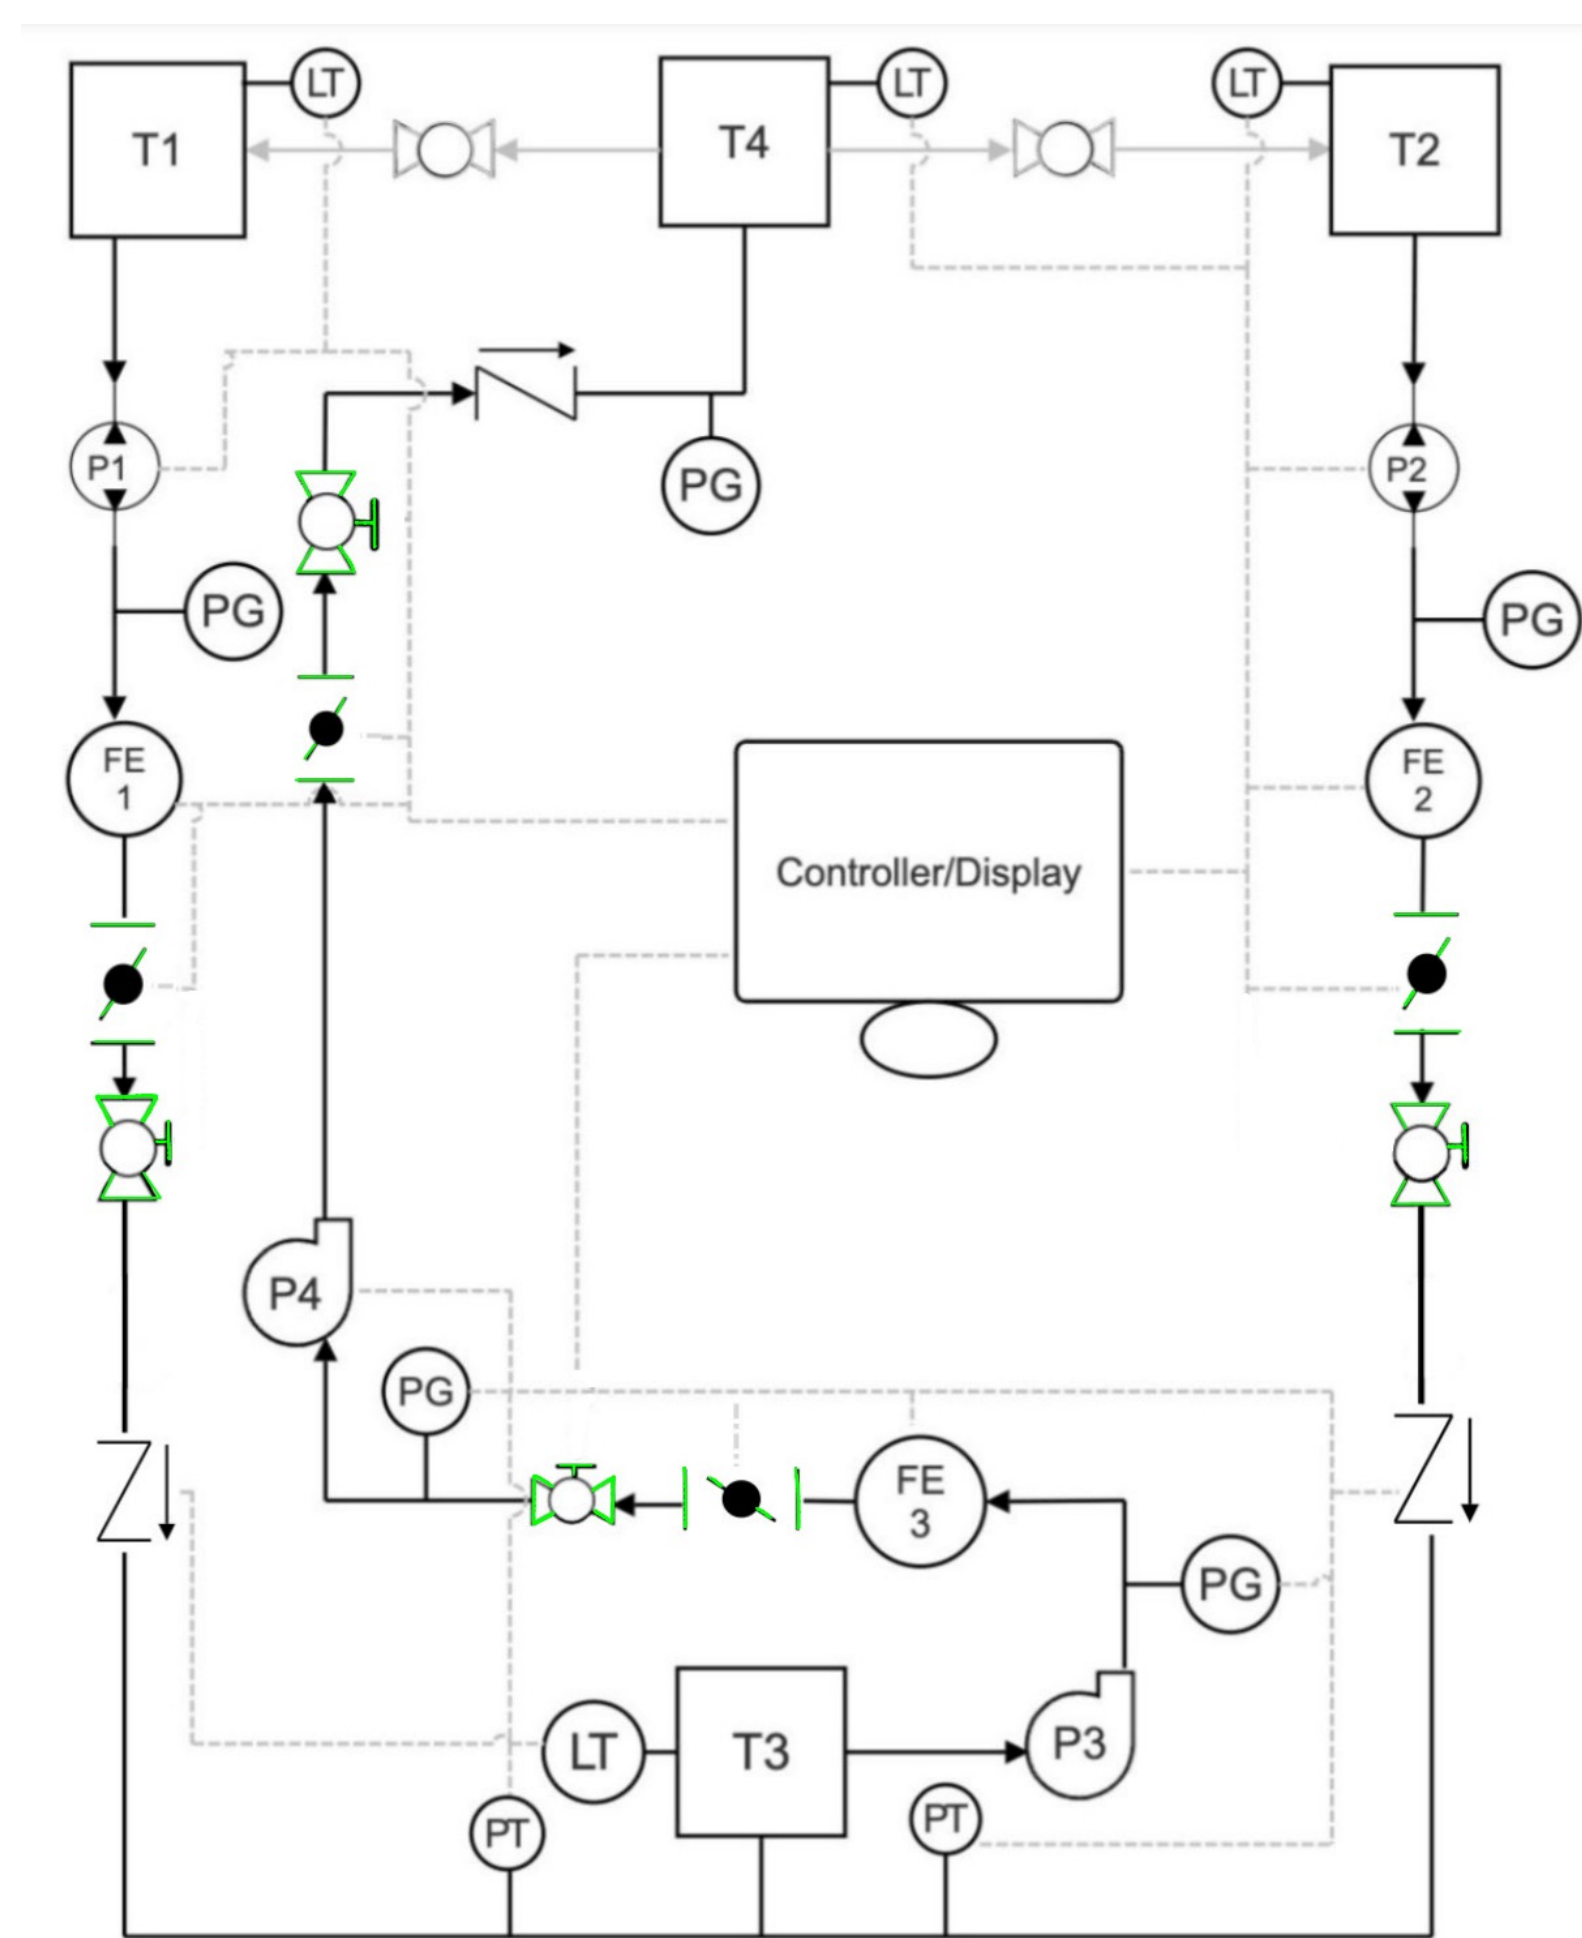 LT
LT
LT
T1
T4
T2
P1
P2
PG
PG
PG
FE
1
FE
2
Controller/Display
P4
PG
FE
3
PG
LT
T3
P3
PT
PT